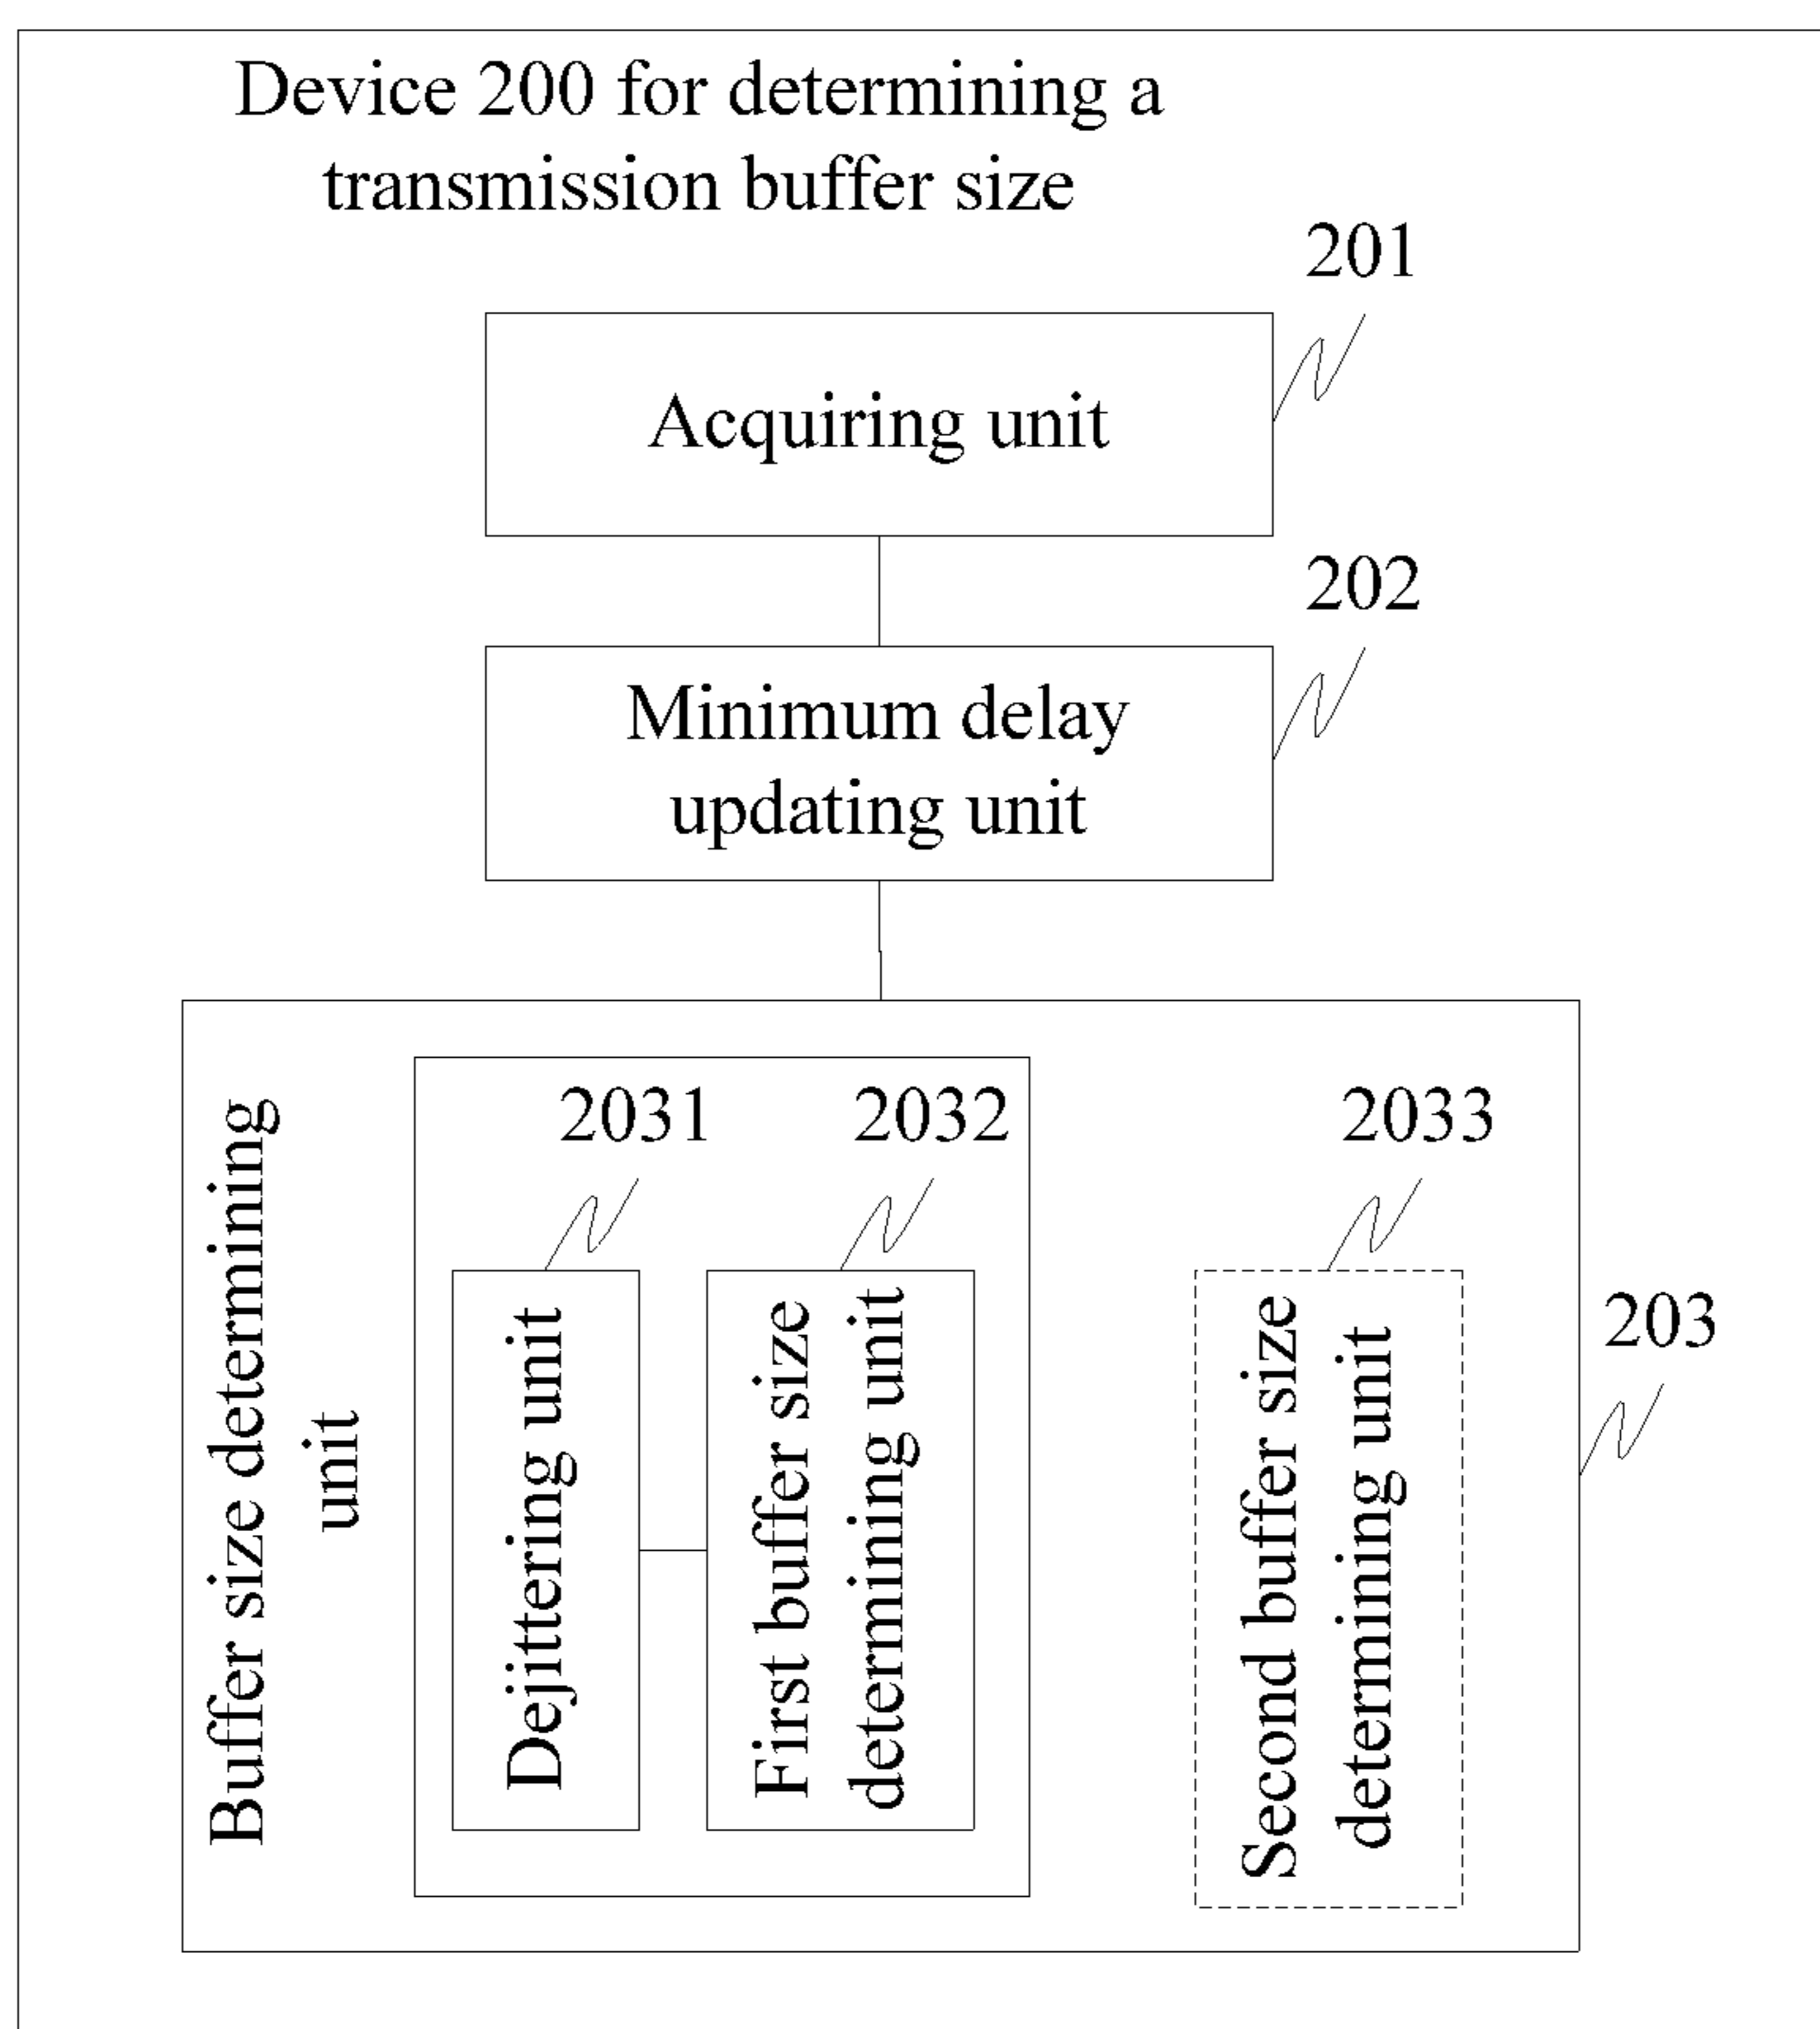 Device 200 for determining a
transmission buffer size
201
Acquiring unit
202
Minimum delay
updating unit
Buffer size determining
unit
2031
Dejittering unit
2032
First buffer size
determining unit
2033
Second buffer size
determining unit
203